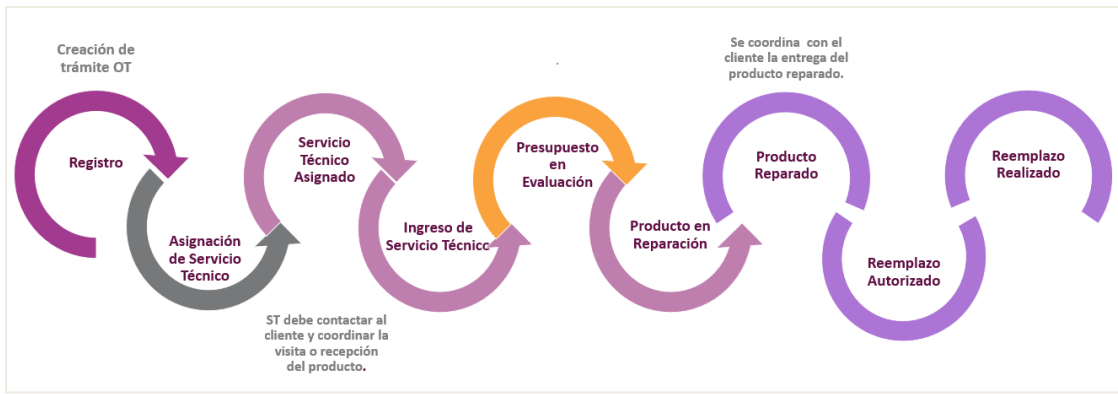 Creación de
trámite OT
Registro
Asignación
de Servicio
Técnico
Servicio
Técnico
Asignado
ST debe contactar al
cliente y coordinar la
visita o recepción
del producto.
Ingreso de
Servicio Técnico
.
Presupuesto
en
Evaluación
Producto en
Reparación
Se coordina con el
cliente la entrega del
producto reparado.
Producto
Reparado
Reemplazo
Autorizado
Reemplazo
Realizado